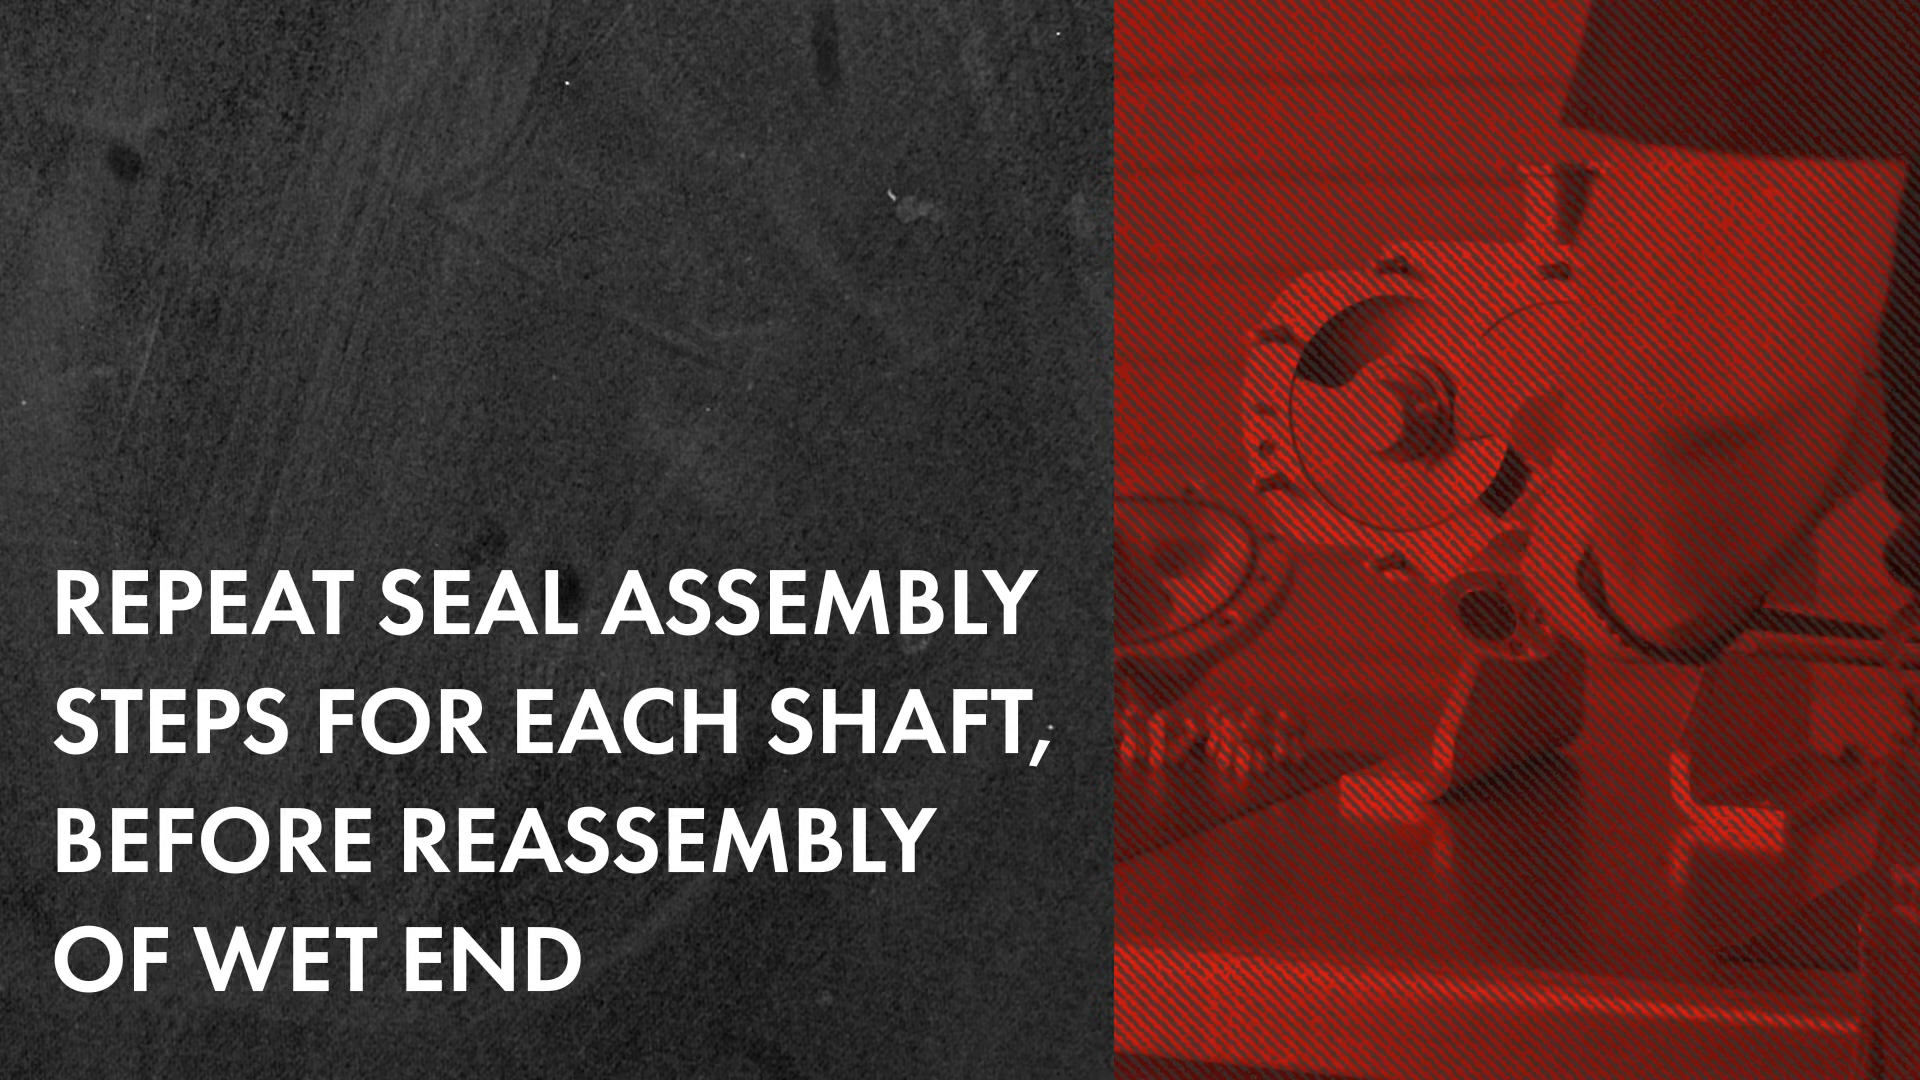 REPEAT SEAL ASSEMBLY
STEPS FOR EACH SHAFT,
BEFORE REASSEMBLY
OF WET END